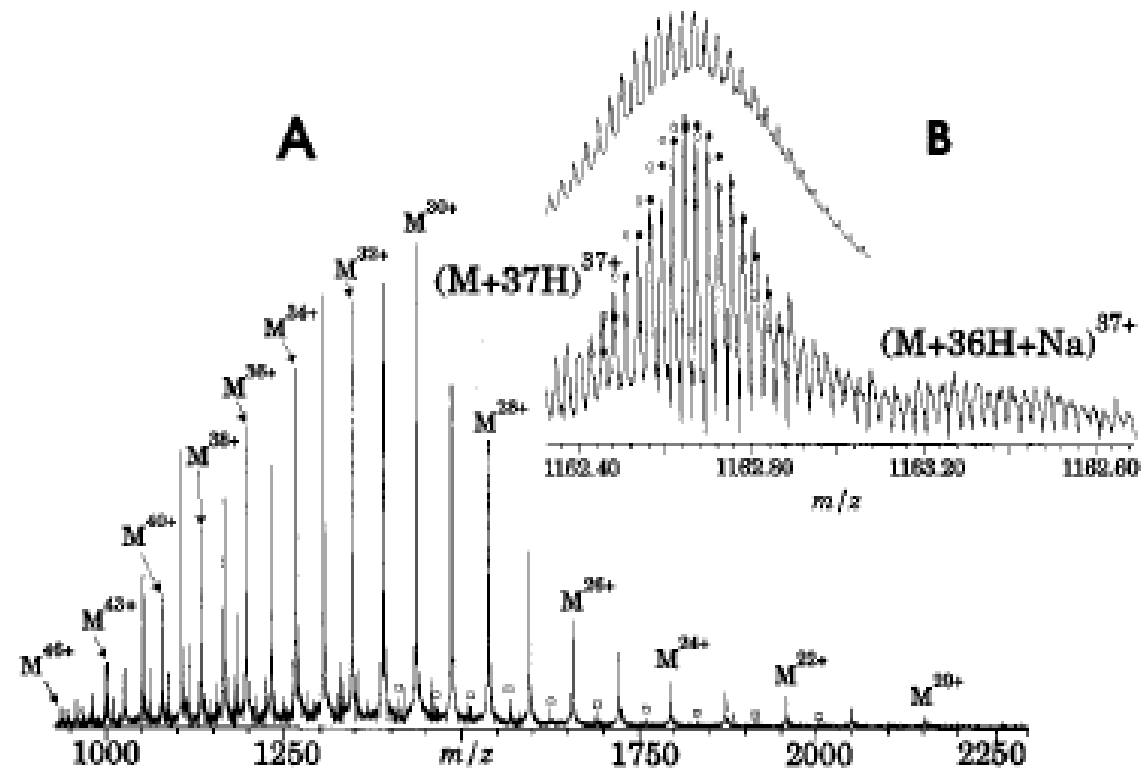 A
B
M30+
M32+
(M+37H)37+
M34+
(M+36H+Na)37+
M36+
M28+
M38+
1162.40
1162.80
1163.20
m/z
M40+
M26+
M43+
M24+
M22+
M20+
1000
1250
m/z
1750
2000
2250